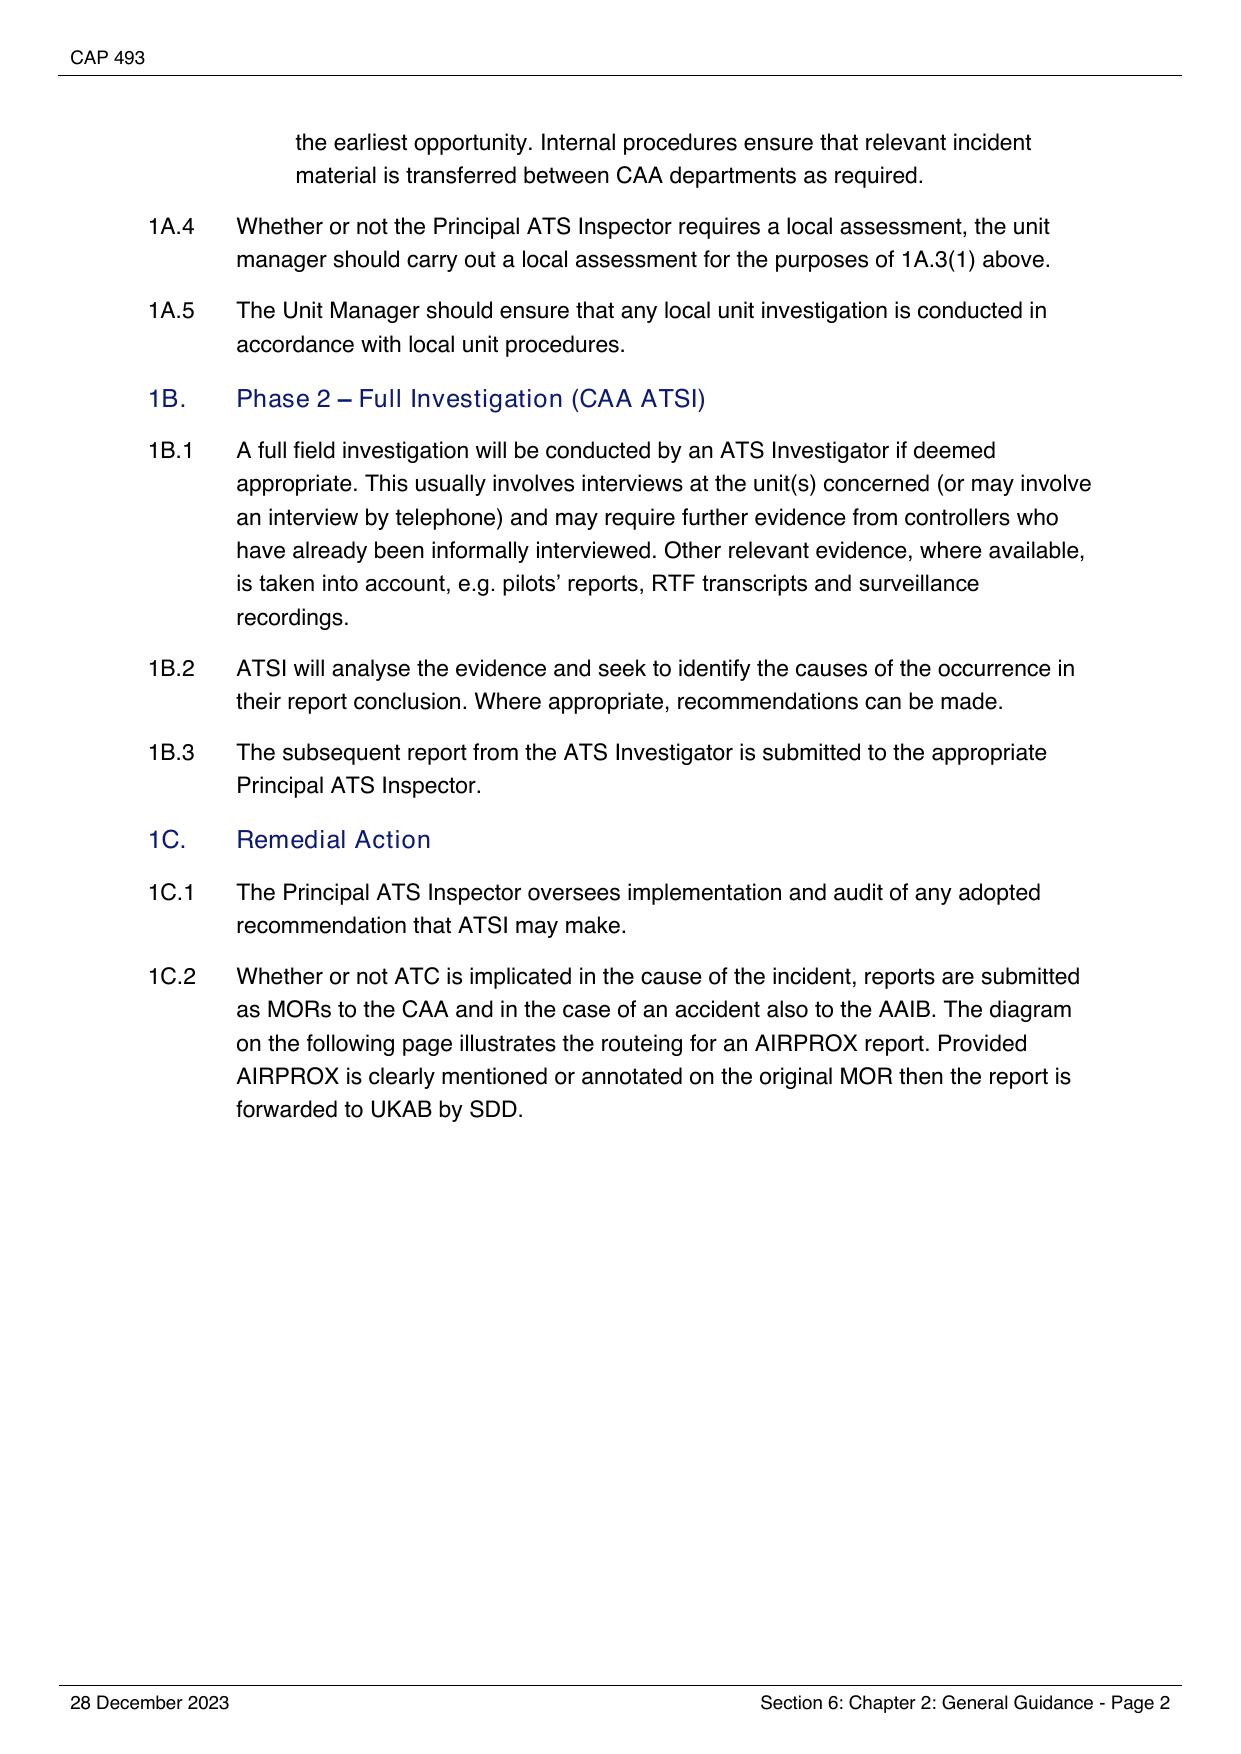 CAP 493
the earliest opportunity. Internal procedures ensure that relevant incident
material is transferred between CAA departments as required.
1A.4 Whether or not the Principal ATS Inspector requires a local assessment, the unit
manager should carry out a local assessment for the purposes of 1A.3(1) above.
1A.5 The Unit Manager should ensure that any local unit investigation is conducted in
accordance with local unit procedures.
1B. Phase 2 – Full Investigation (CAA ATSI)
1B.1 A full field investigation will be conducted by an ATS Investigator if deemed
appropriate. This usually involves interviews at the unit(s) concerned (or may involve
an interview by telephone) and may require further evidence from controllers who
have already been informally interviewed. Other relevant evidence, where available,
is taken into account, e.g. pilots’ reports, RTF transcripts and surveillance
recordings.
1B.2 ATSI will analyse the evidence and seek to identify the causes of the occurrence in
their report conclusion. Where appropriate, recommendations can be made.
1B.3 The subsequent report from the ATS Investigator is submitted to the appropriate
Principal ATS Inspector.
1C. Remedial Action
1C.1 The Principal ATS Inspector oversees implementation and audit of any adopted
recommendation that ATSI may make.
1C.2 Whether or not ATC is implicated in the cause of the incident, reports are submitted
as MORs to the CAA and in the case of an accident also to the AAIB. The diagram
on the following page illustrates the routeing for an AIRPROX report. Provided
AIRPROX is clearly mentioned or annotated on the original MOR then the report is
forwarded to UKAB by SDD.
28 December 2023 Section 6: Chapter 2: General Guidance - Page 2